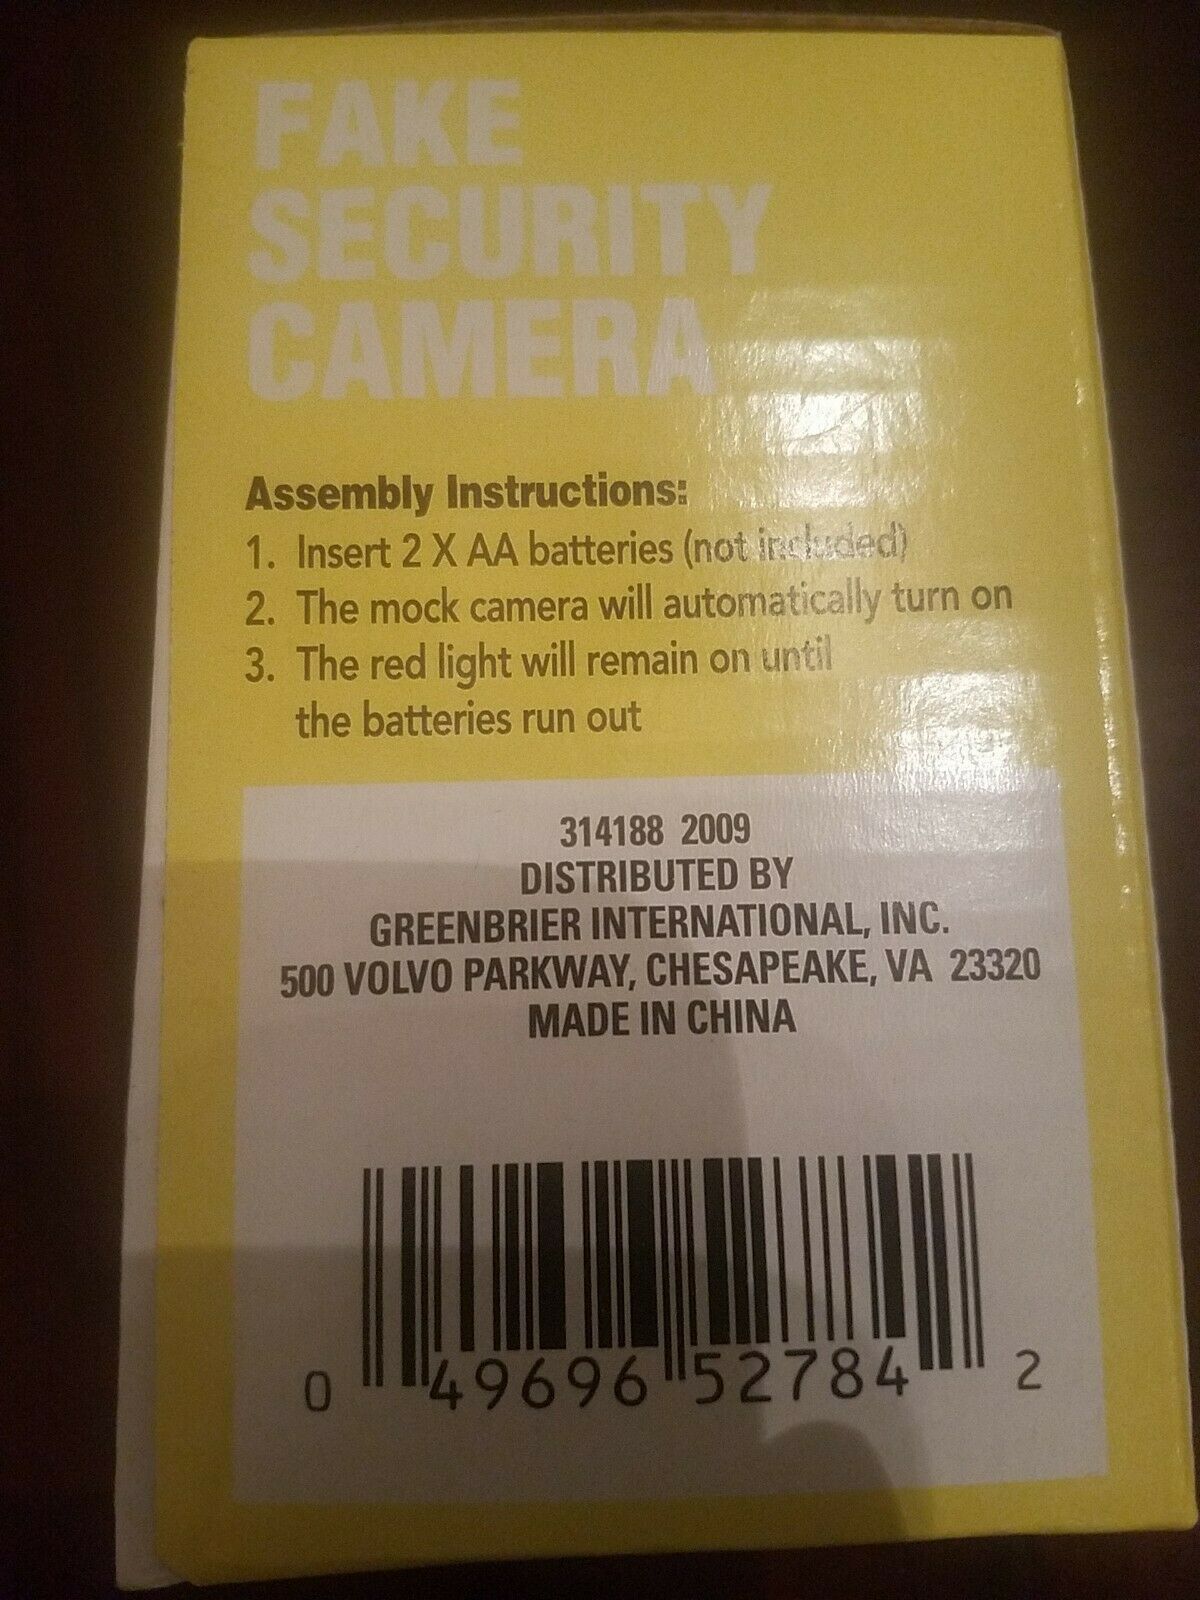 FAKE
SECURITY
CAMERA
Assembly Instructions:
1. Insert 2 X AA batteries (not included)
2. The mock camera will automatically turn on
3. The red light will remain on until
the batteries run out
314188 2009
DISTRIBUTED BY
GREENBRIER INTERNATIONAL, INC.
500 VOLVO PARKWAY, CHESAPEAKE, VA 23320
MADE IN CHINA
0 49696 52784 2